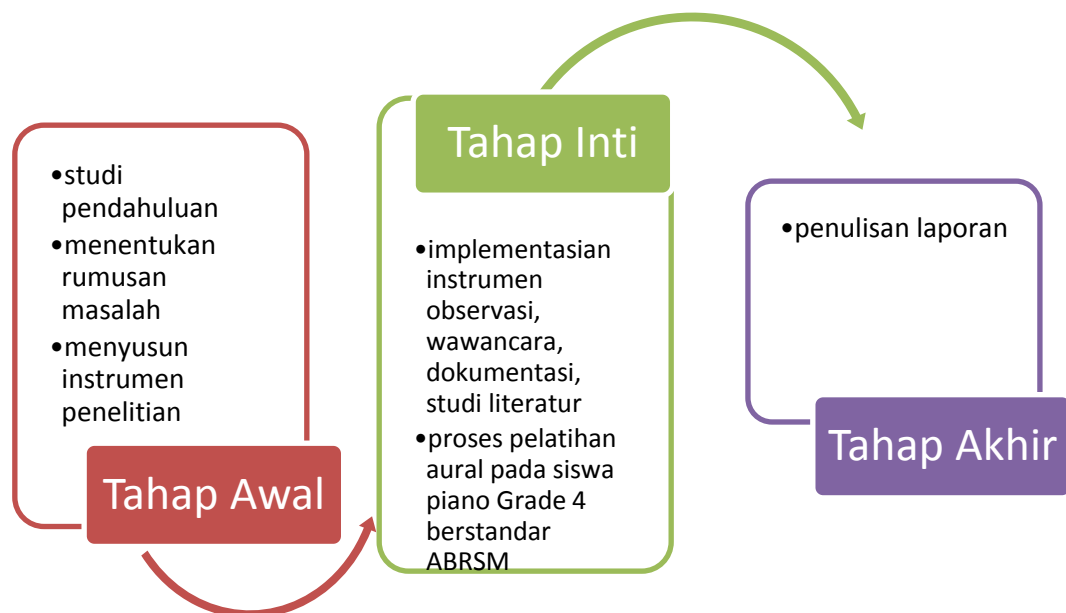 •studi
pendahuluan
•menentukan
rumusan
masalah
•menyusun
instrumen
penelitian
Tahap Awal
Tahap Inti
•implementasian
instrumen
observasi,
wawancara,
dokumentasi,
studi literatur
•proses pelatihan
aural pada siswa
piano Grade 4
berstandar
ABRSM
•penulisan laporan
Tahap Akhir